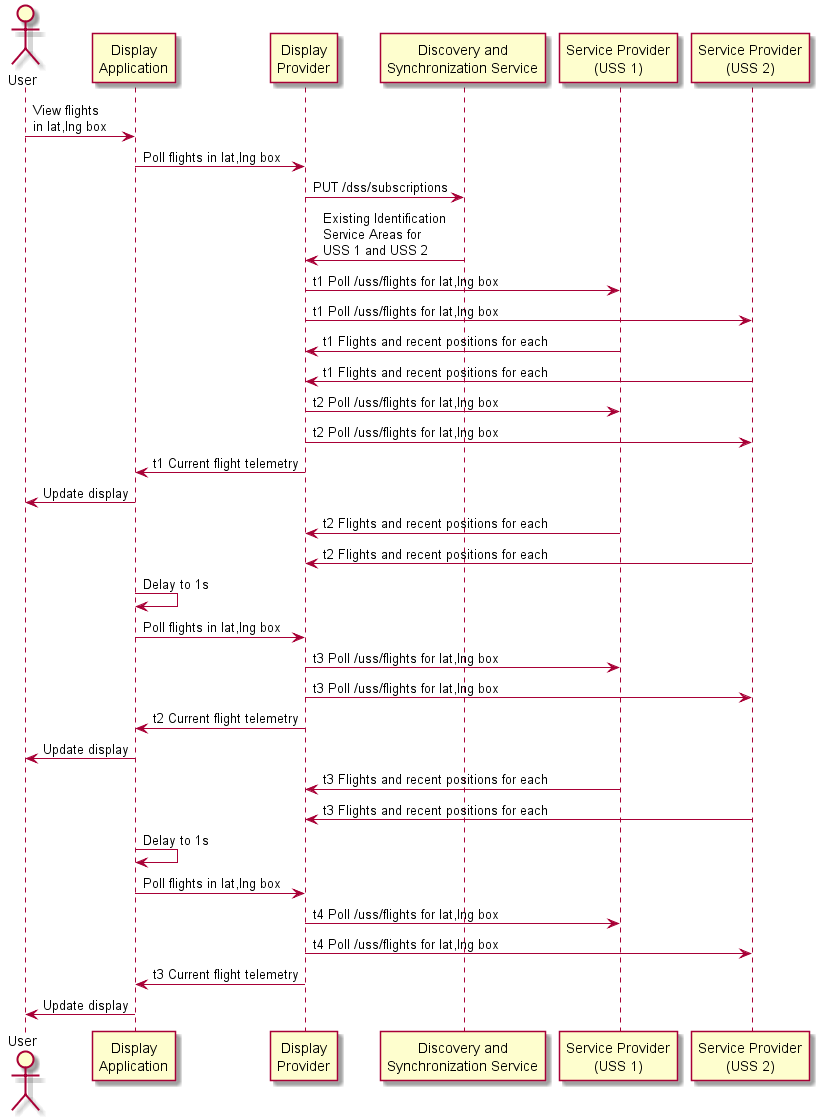 User
Display
Application
Display
Provider
Discovery and
Synchronization Service
Service Provider
(USS 1)
Service Provider
(USS 2)
View flights
in lat,lng box
Poll flights in lat,lng box
PUT /dss/subscriptions
Existing Identification
Service Areas for
USS 1 and USS 2
t1 Poll /uss/flights for lat,lng box
t1 Poll /uss/flights for lat,lng box
t1 Flights and recent positions for each
t1 Flights and recent positions for each
t2 Poll /uss/flights for lat,lng box
t2 Poll /uss/flights for lat,lng box
t1 Current flight telemetry
Update display
t2 Flights and recent positions for each
t2 Flights and recent positions for each
Delay to 1s
Poll flights in lat,lng box
t3 Poll /uss/flights for lat,lng box
t3 Poll /uss/flights for lat,lng box
t2 Current flight telemetry
Update display
t3 Flights and recent positions for each
t3 Flights and recent positions for each
Delay to 1s
Poll flights in lat,lng box
t4 Poll /uss/flights for lat,lng box
t4 Poll /uss/flights for lat,lng box
t3 Current flight telemetry
Update display
User
Display
Application
Display
Provider
Discovery and
Synchronization Service
Service Provider
(USS 1)
Service Provider
(USS 2)